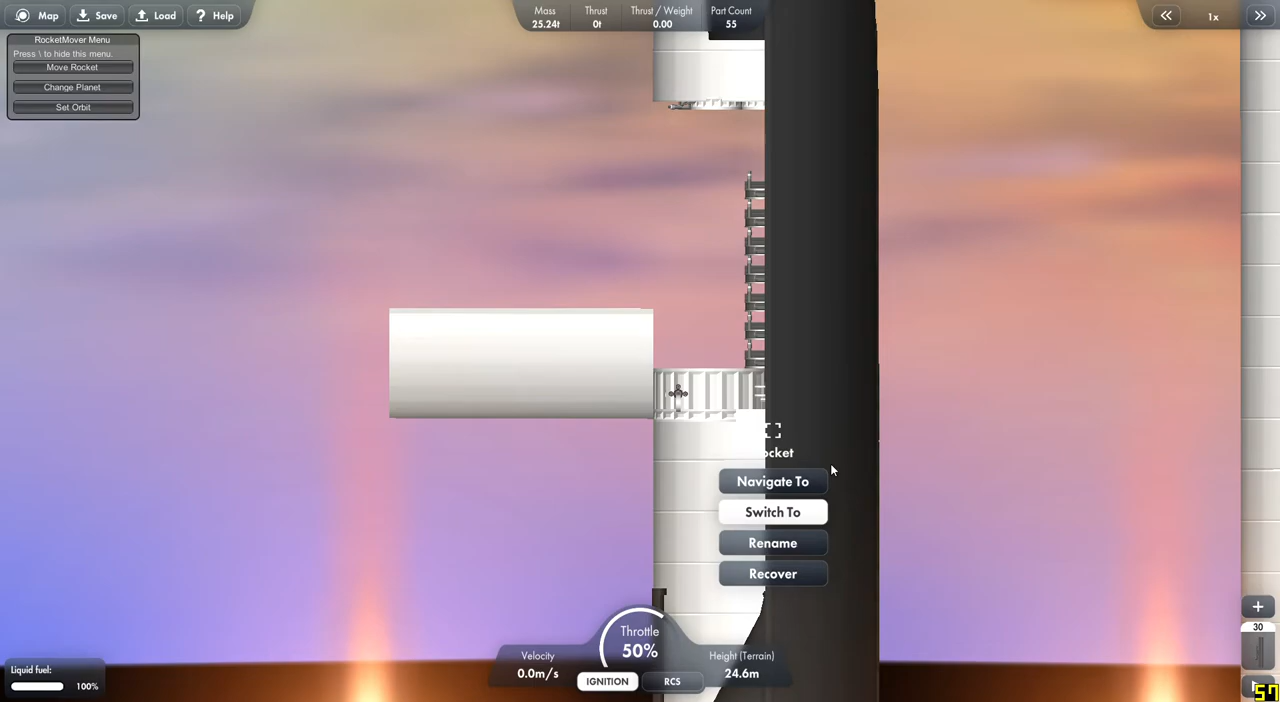 Map
Save
Load
Help
RocketMover Menu
Press \ to hide this menu.
Move Rocket
Change Planet
Set Orbit
Mass
25.24t
Thrust
0t
Thrust / Weight
0.00
Part Count
55
1x
ocket
Navigate To
Switch To
Rename
Recover
30
Throttle
50%
Velocity
0.0m/s
Height (Terrain)
24.6m
IGNITION
RCS
Liquid fuel:
100%
57